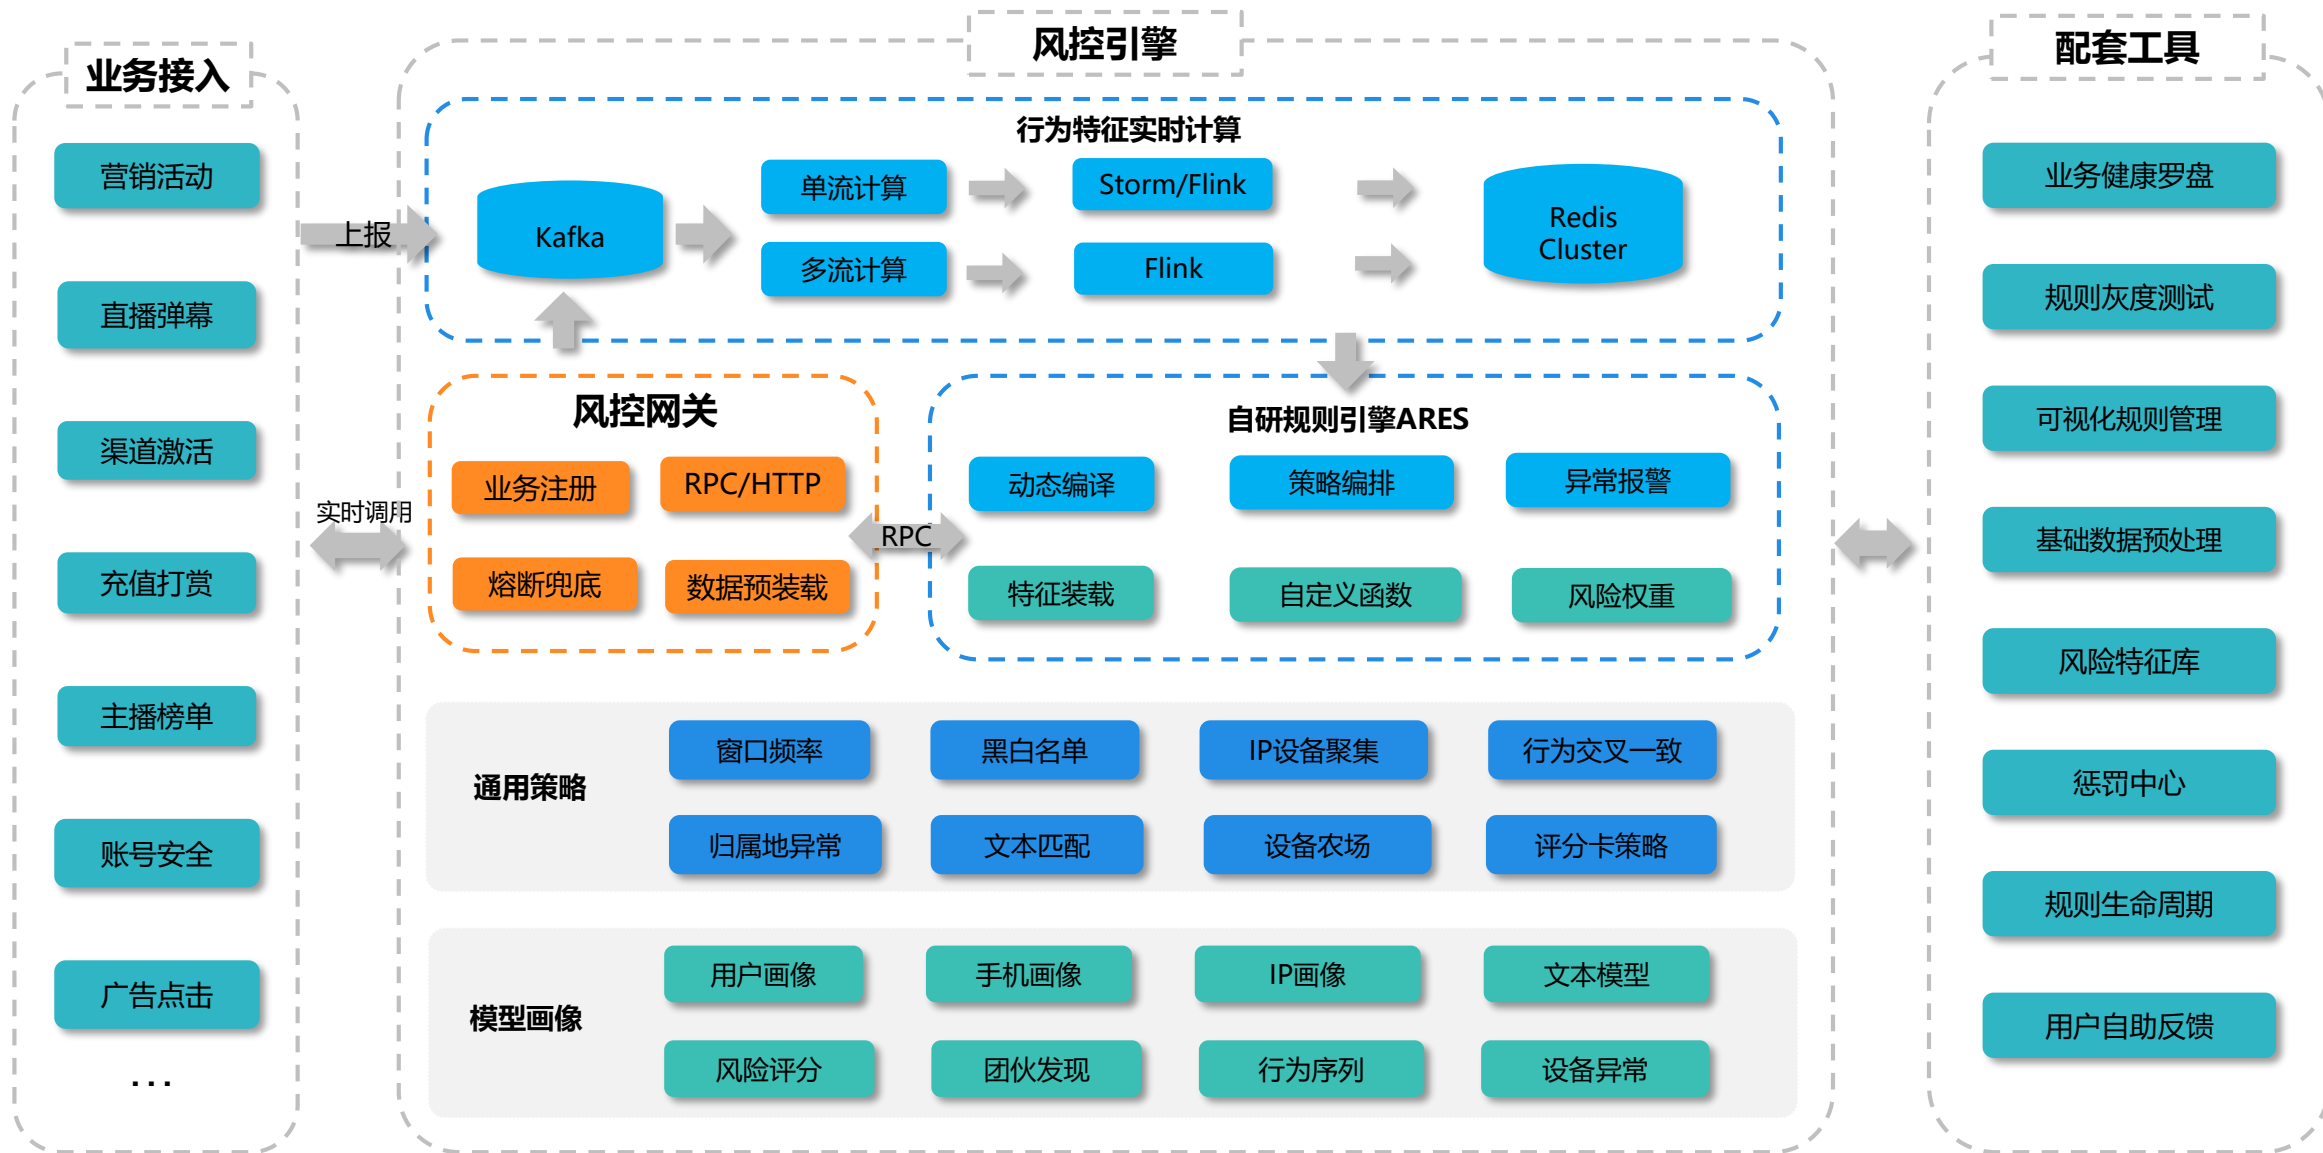 业务接入
营销活动
直播弹幕
渠道激活
充值打赏
主播榜单
账号安全
广告点击
...
上报
实时调用
风控引擎
行为特征实时计算
Kafka
单流计算
Storm/Flink
多流计算
Flink
Redis
Cluster
风控网关
业务注册
RPC/HTTP
熔断兜底
数据预装载
RPC
自研规则引擎ARES
动态编译
策略编排
异常报警
特征装载
自定义函数
风险权重
通用策略
窗口频率
黑白名单
IP设备聚集
行为交叉一致
归属地异常
文本匹配
设备农场
评分卡策略
模型画像
用户画像
手机画像
IP画像
文本模型
风险评分
团伙发现
行为序列
设备异常
配套工具
业务健康罗盘
规则灰度测试
可视化规则管理
基础数据预处理
风险特征库
惩罚中心
规则生命周期
用户自助反馈